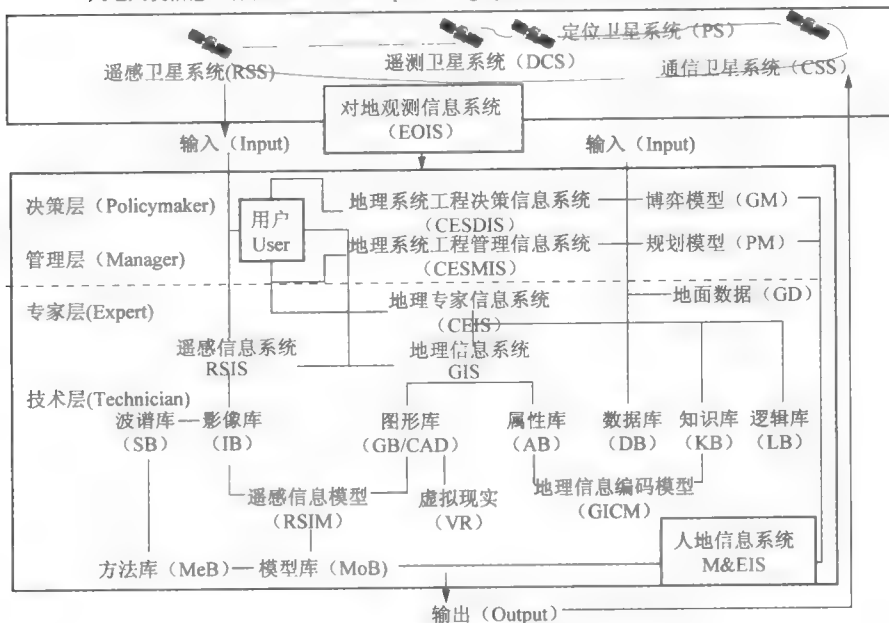 定位卫星系统（PS）
遥感卫星系统(RSS)
遥测卫星系统（DCS）
通信卫星系统（CSS）
对地观测信息系统
（EOIS）
输入（Input)
输入（Input)
决策层（Policymaker)
用户
User
地理系统工程决策信息系统
（CESDIS）
博弈模型（GM）
管理层（Manager)
地理系统工程管理信息系统
（CESMIS）
规划模型（PM）
地面数据（GD）
专家层(Expert)
地理专家信息系统
（CEIS）
遥感信息系统
RSIS
地理信息系统
GIS
技术层(Technician)
波谱库
（SB）
影像库
（IB）
图形库
（GB/CAD）
属性库
（AB）
数据库
（DB）
知识库
（KB）
逻辑库
（LB）
遥感信息模型
（RSIM）
虚拟现实
（VR）
地理信息编码模型
（GICM）
人地信息系统
M&EIS
方法库（MeB）
模型库（MoB）
输出（Output）